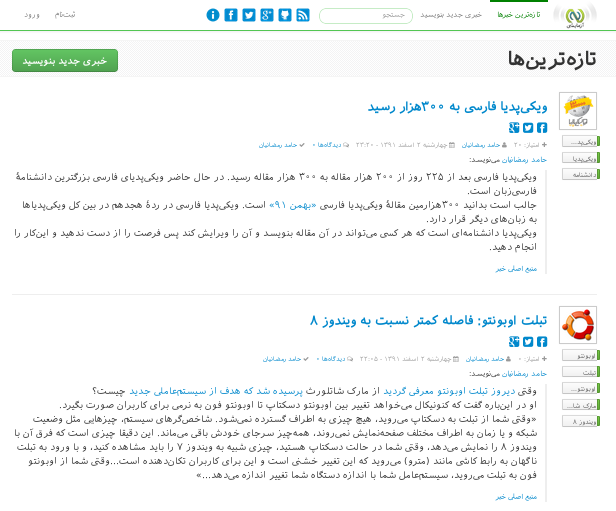 تازه‌ترین خبرها
خبری جدید بنویسید
جستجو
ثبت‌نام
ورود
آزمایشی
تازه‌ترین‌ها
خبری جدید بنویسید
ویکی‌پدیا فارسی به ۳۰۰هزار رسید
امتیاز: ۲۰ حامد رمضانیان چهارشنبه ۲ اسفند ۱۳۹۱ - ۲۳:۲۰ دیدگاه‌ها ۰ حامد رمضانیان
حامد رمضانیان می‌نویسد:
ویکی‌پدیا فارسی بعد از ۲۲۵ روز از ۲۰۰ هزار مقاله به ۳۰۰ هزار مقاله رسید. در حال حاضر ویکی‌پدیای فارسی بزرگترین دانشنامهٔ
فارسی‌زبان است.
جالب است بدانید ۳۰۰هزارمین مقالهٔ ویکی‌پدیا فارسی «بهمن ۹۱» است. ویکی‌پدیا فارسی در ردهٔ هجدهم در بین کل ویکی‌پدیاها
به زبان‌های دیگر قرار دارد.
ویکی‌پدیا دانشنامه‌ای است که هر کسی می‌تواند در آن مقاله بنویسد و آن را ویرایش کند پس فرصت را از دست ندهید و این‌کار را
انجام دهید.
منبع اصلی خبر
ویکی‌پد...
ویکی‌پدیا
دانشنامه
تبلت اوبونتو: فاصله کمتر نسبت به ویندوز ۸
امتیاز: ۰ حامد رمضانیان چهارشنبه ۲ اسفند ۱۳۹۱ - ۲۲:۰۵ دیدگاه‌ها ۰ حامد رمضانیان
حامد رمضانیان می‌نویسد:
وقتی دیروز تبلت اوبونتو معرفی گردید از مارک شاتلورث پرسیده شد که هدف از سیستم‌عاملی جدید چیست؟
او در این‌باره گفت که کنونیکال می‌خواهد تغییر بین اوبونتو دسکتاپ تا اوبونتو فون به نرمی برای کاربران صورت بگیرد.
«وقتی شما از تبلت به دسکتاپ می‌روید، هیچ چیزی به اطراف گسترده نمی‌شود. شاخص‌گرهای سیستم، چیزهایی مثل وضعیت
شبکه و یا زمان به اطراف مختلف صفحه‌نمایش نمی‌روند، همه‌چیز سرجای خودش باقی می‌ماند. این دقیقا چیزی است که فرق آن با
ویندوز ۸ را نمایش می‌دهد، وقتی شما در حالت دسکتاپ هستید، چیزی شبیه به ویندوز ۷ را باید مشاهده کنید، و با ورود به تبلت
ناگهان به رابط کاشی مانند (مترو) می‌روید که این تغییر خشنی است و این برای کاربران تکان‌دهنده است...وقتی شما از اوبونتو
فون به تبلت می‌روید، سیستم‌عامل شما با اندازه دستگاه شما تغییر اندازه می‌دهد...»
منبع اصلی خبر
اوبونتو
تبلت
اوبونتو...
مارک شا...
ویندوز ۸